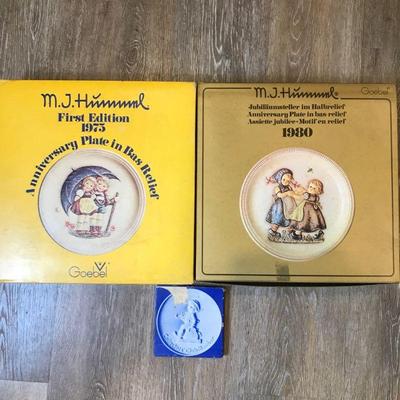 M.J.Hummel
First Edition
1975
Anniversary Plate in Bas Relief
Goebel
M.J.Hummel®
Goebel
Jubiläumsteller im Halbrelief
Anniversary Plate in bas relief
Assiette jubilee-Motif en relief
1980